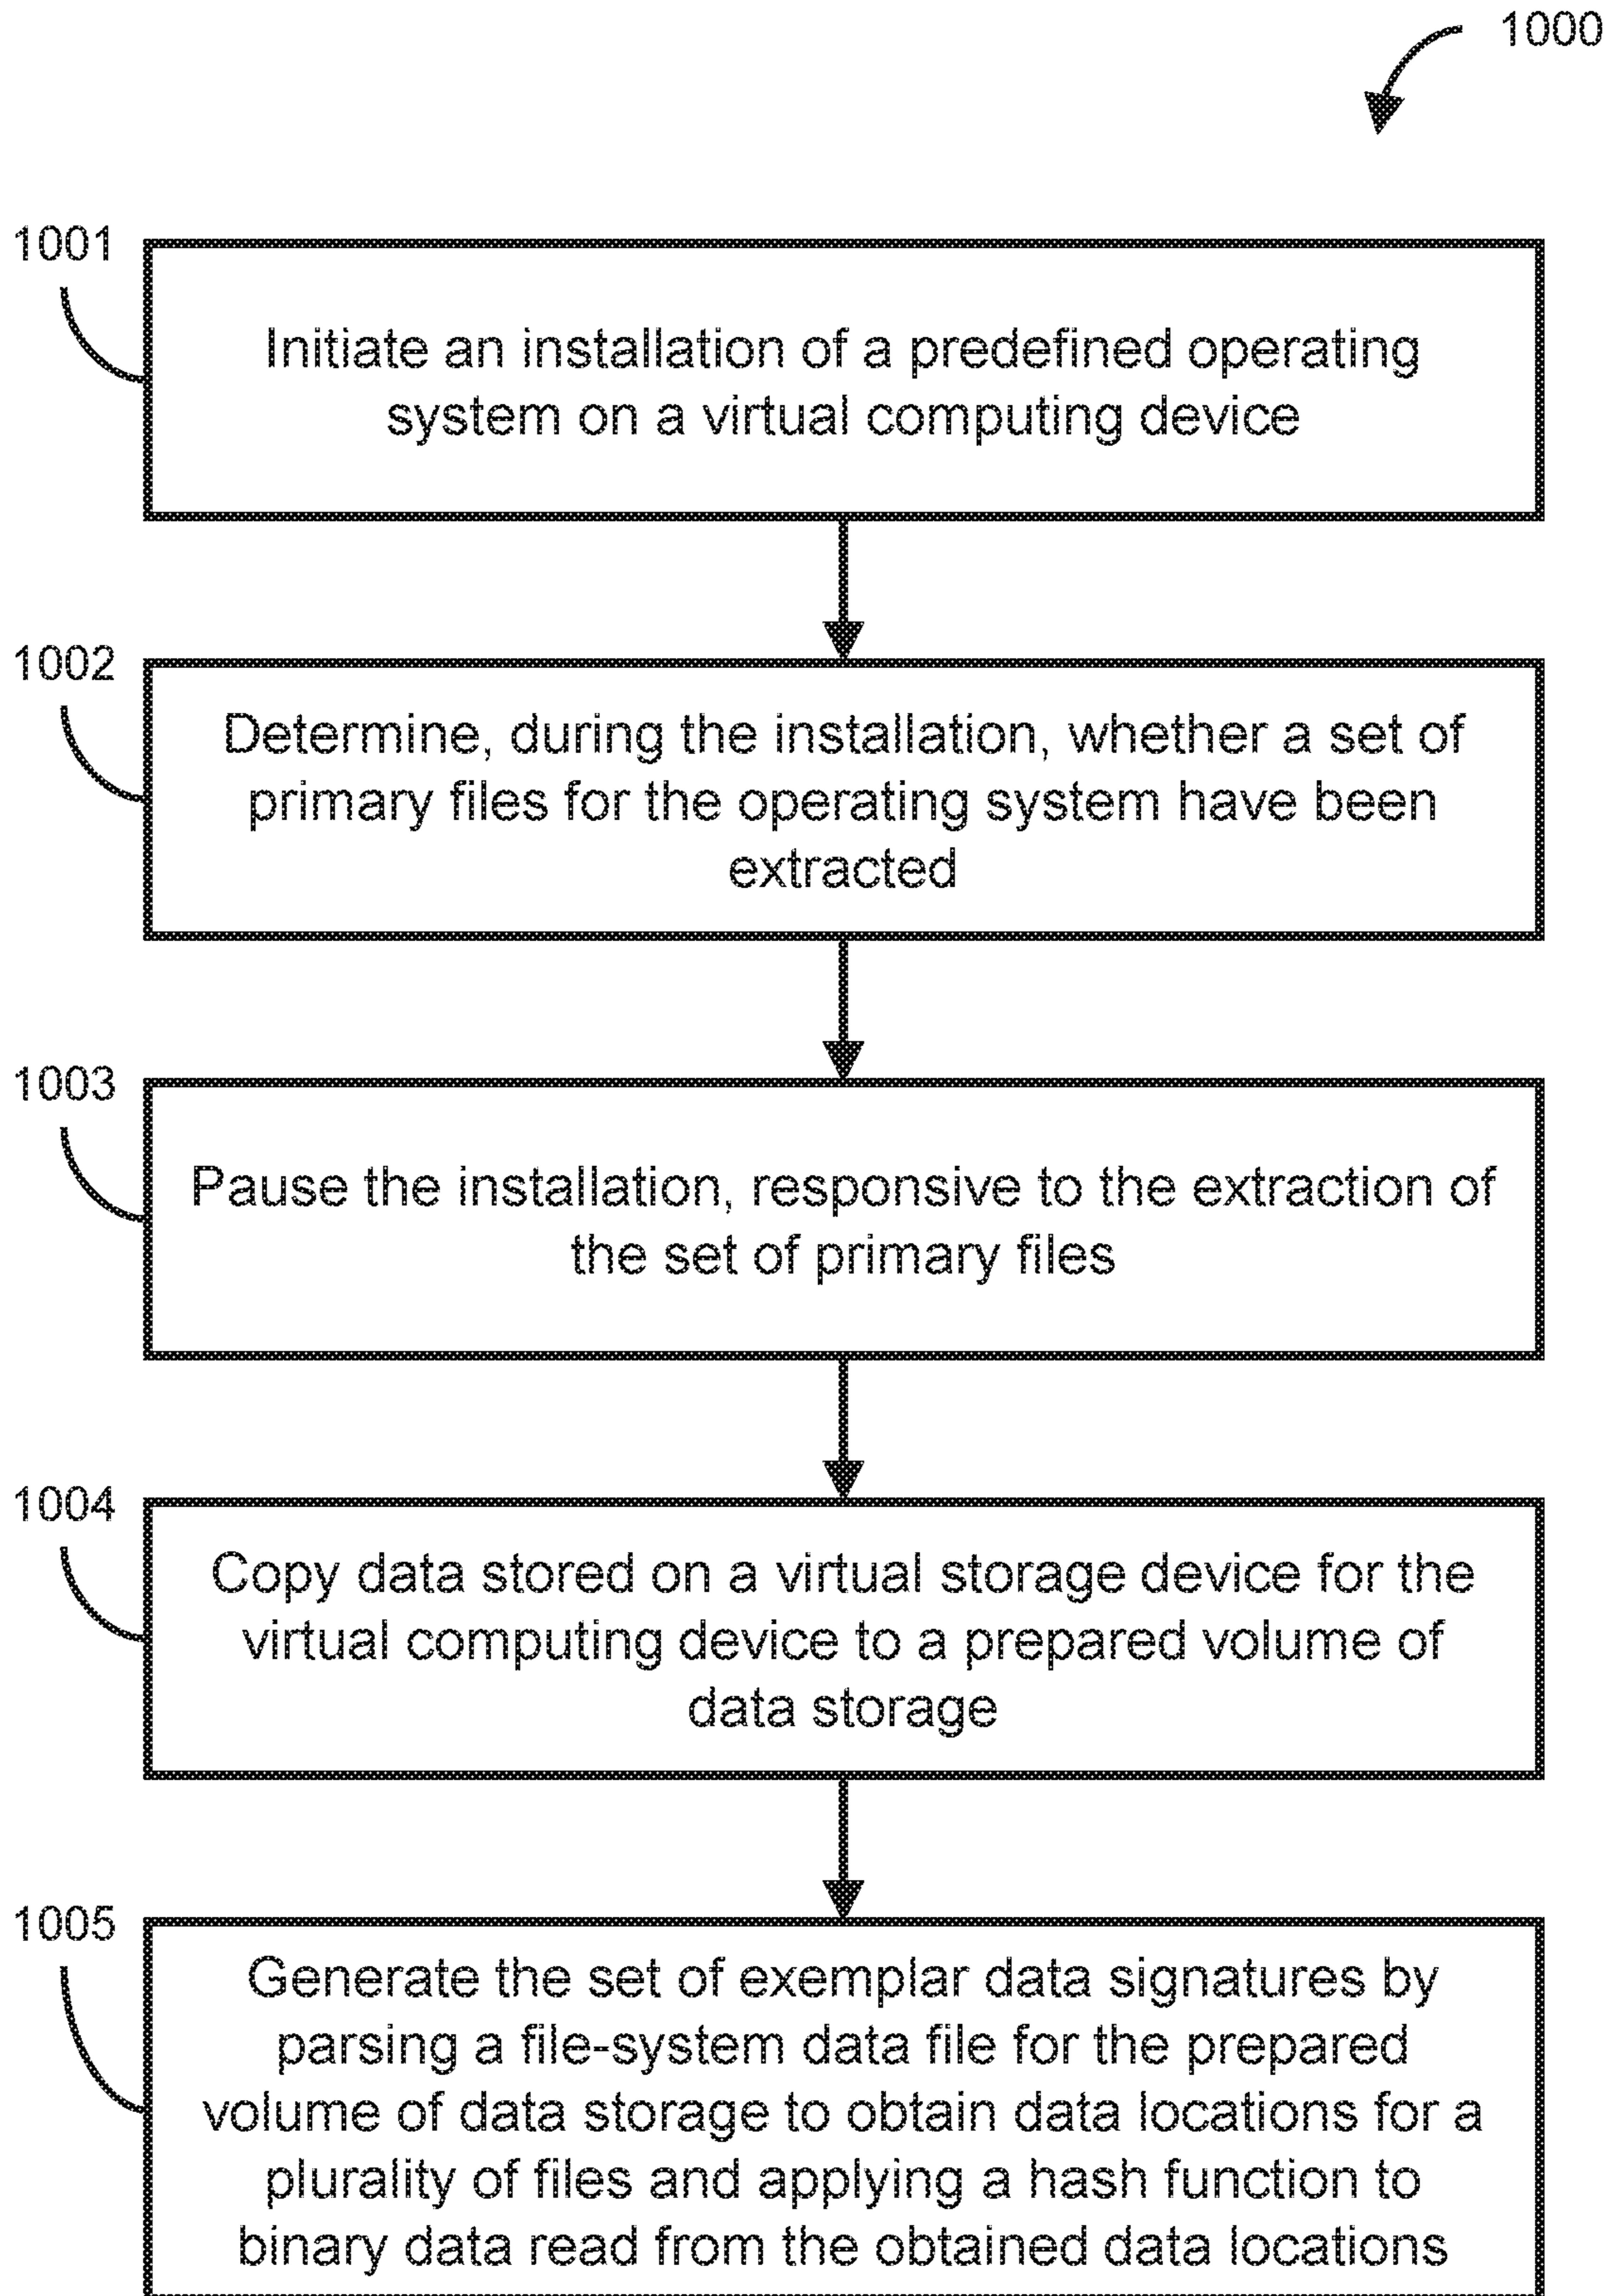 1000
1001
Initiate an installation of a predefined operating
system on a virtual computing device
1002
Determine, during the installation, whether a set of
primary files for the operating system have been
extracted
1003
Pause the installation, responsive to the extraction of
the set of primary files
1004
Copy data stored on a virtual storage device for the
virtual computing device to a prepared volume of
data storage
1005
Generate the set of exemplar data signatures by
parsing a file-system data file for the prepared
volume of data storage to obtain data locations for a
plurality of files and applying a hash function to
binary data read from the obtained data locations